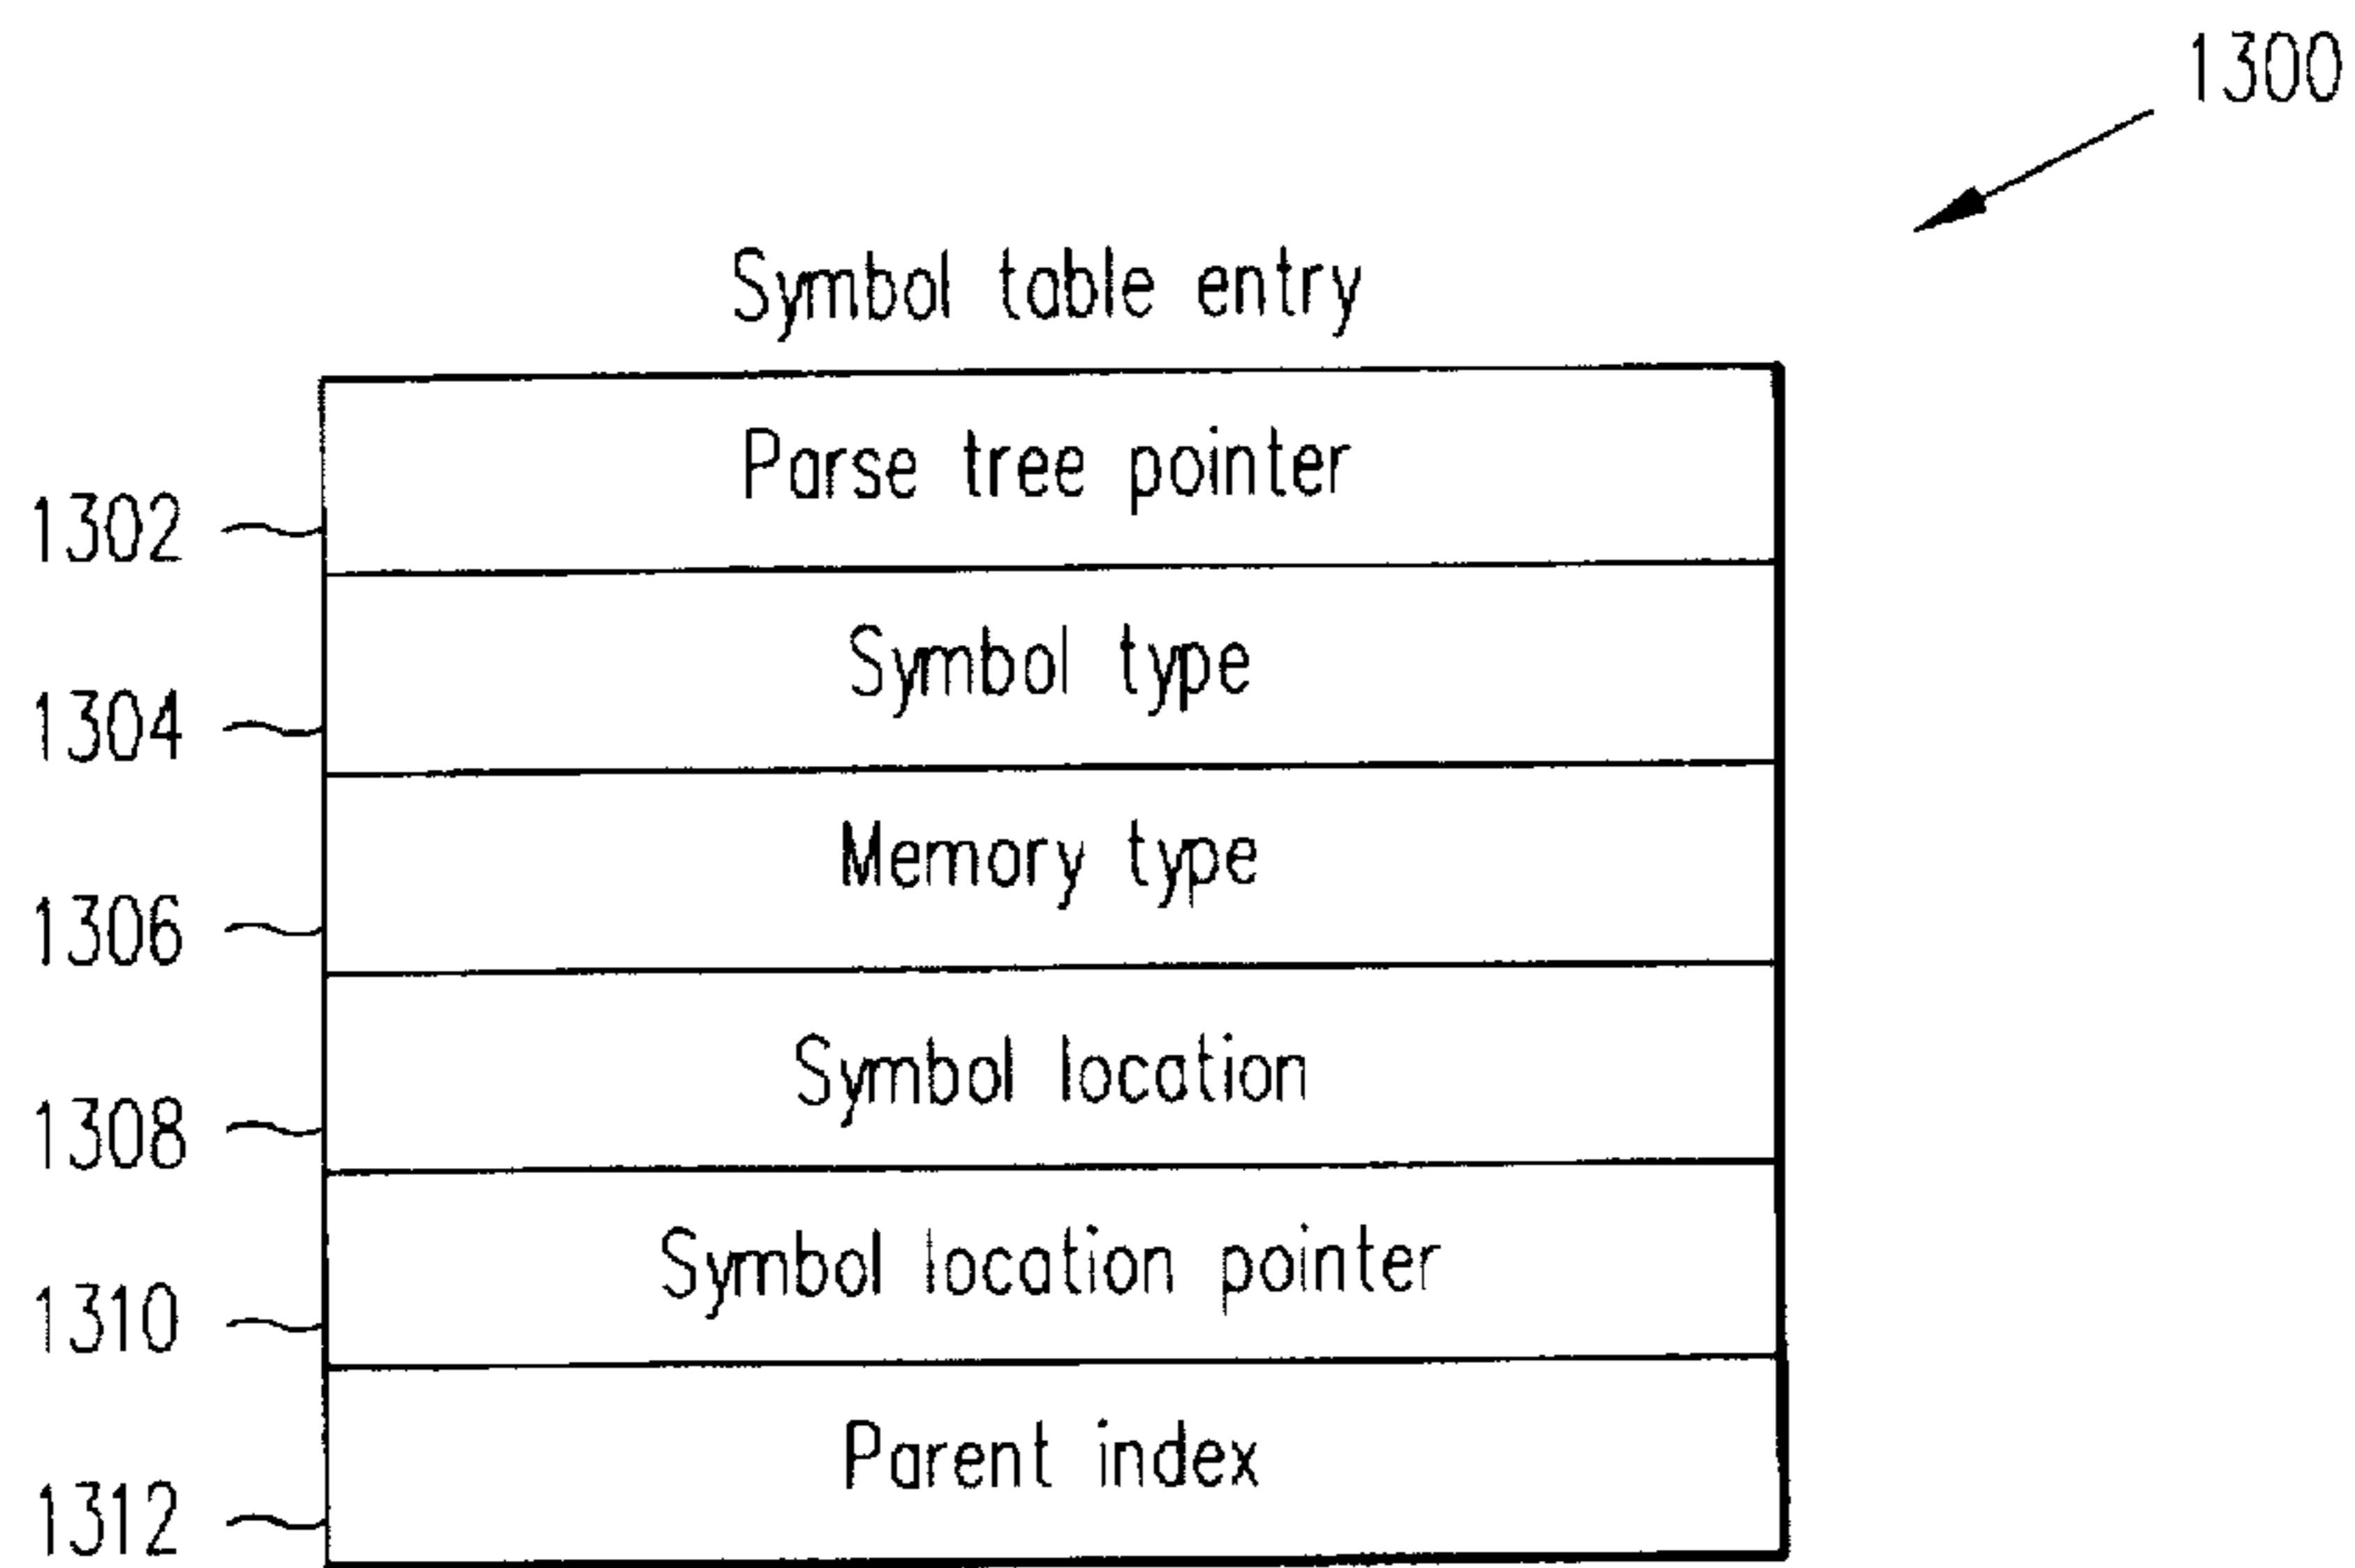 1300
Symbol table entry
Parse tree pointer
1302
Symbol type
1304
Memory type
1306
Symbol location
1308
Symbol location pointer
1310
Parent index
1312